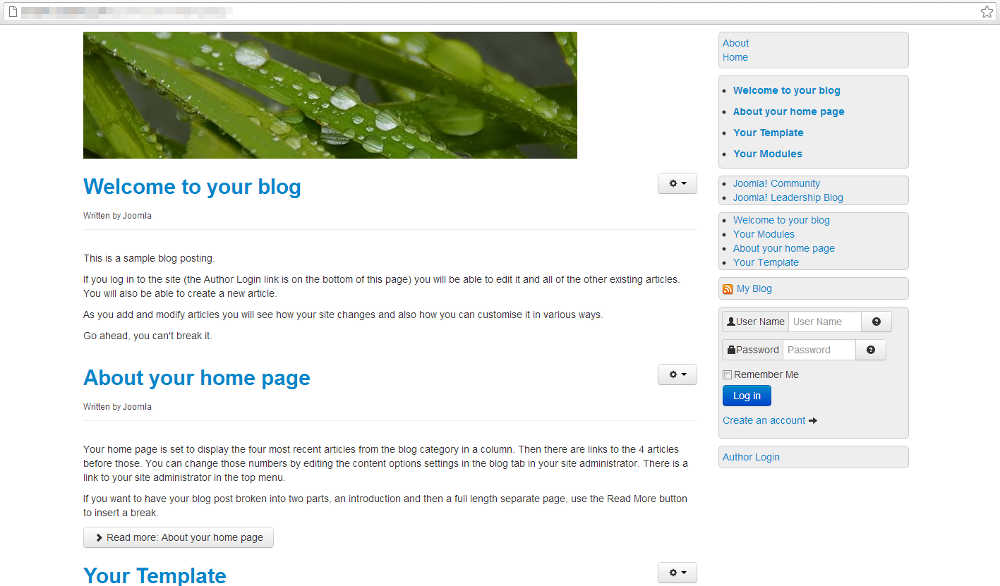 Welcome to your blog
Written by Joomla
This is a sample blog posting.
If you log in to the site (the Author Login link is on the bottom of this page) you will be able to edit it and all of the other existing articles.
You will also be able to create a new article.
As you add and modify articles you will see how your site changes and also how you can customise it in various ways.
Go ahead, you can't break it.
About your home page
Written by Joomla
Your home page is set to display the four most recent articles from the blog category in a column. Then there are links to the 4 articles
before those. You can change those numbers by editing the content options settings in the blog tab in your site administrator. There is a
link to your site administrator in the top menu.
If you want to have your blog post broken into two parts, an introduction and then a full length separate page, use the Read More button
to insert a break.
Read more: About your home page
Your Template
About
Home
Welcome to your blog
About your home page
Your Template
Your Modules
Joomla! Community
Joomla! Leadership Blog
Welcome to your blog
Your Modules
About your home page
Your Template
My Blog
User Name User Name
Password Password
Remember Me
Log in
Create an account
Author Login